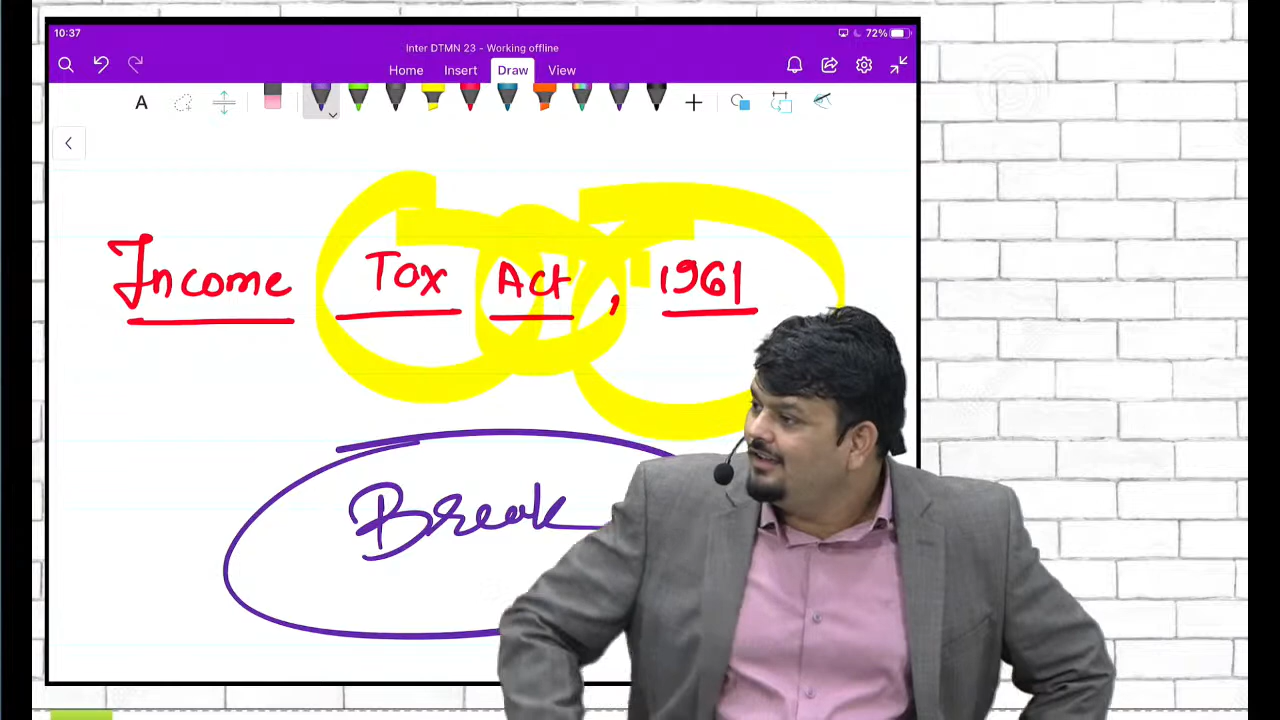 10:37
72%
Inter DTMN 23 - Working offline
Home Insert Draw View
A
Income Tax Act, 1961
Break